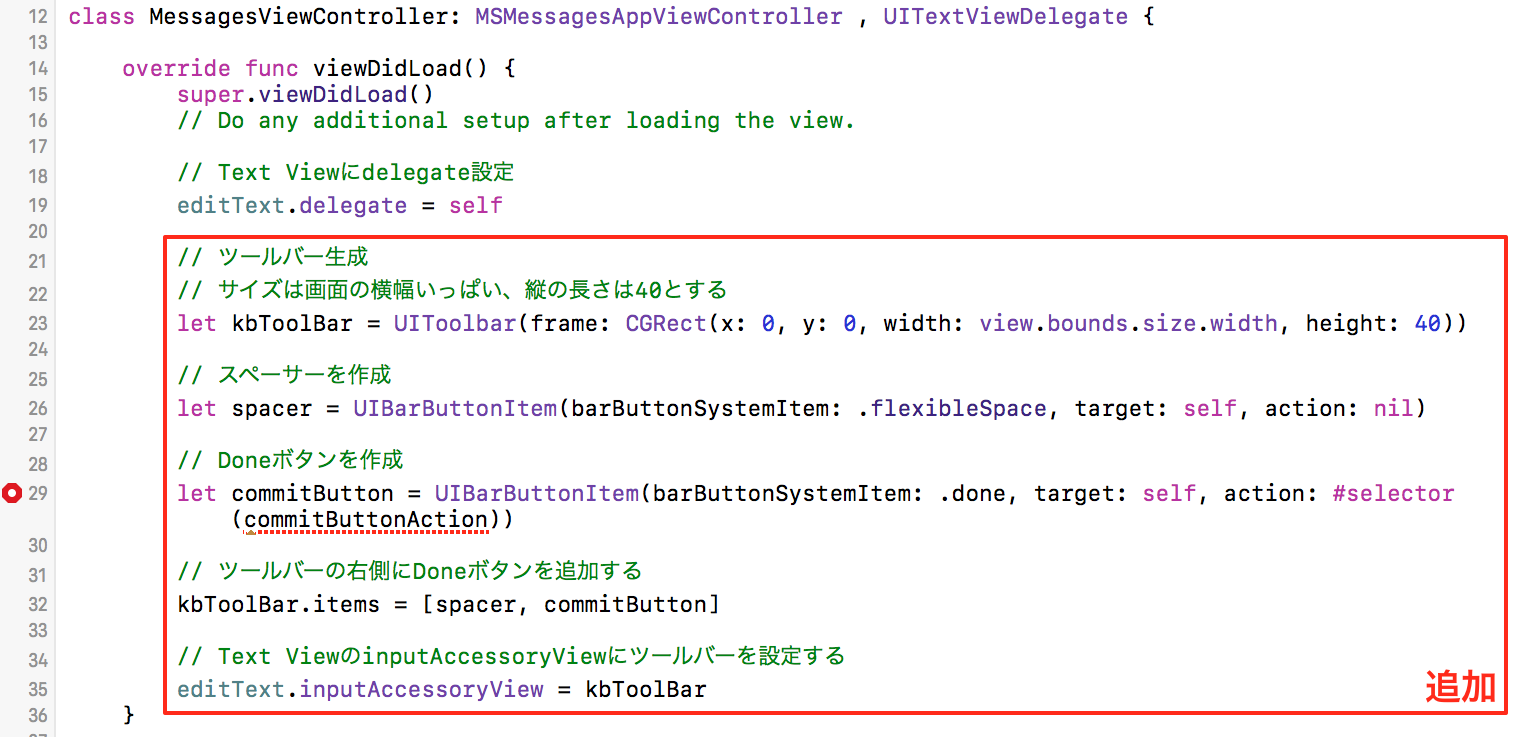 12 class MessagesViewController: MSMessagesAppViewController , UITextViewDelegate {
13
14 override func viewDidLoad() {
15 super.viewDidLoad()
16 // Do any additional setup after loading the view.
17
18 // Text Viewにdelegate設定
19 editText.delegate = self
20
21 // ツールバー生成
22 // サイズは画面の横幅いっぱい、縦の長さは40とする
23 let kbToolBar = UIToolbar(frame: CGRect(x: 0, y: 0, width: view.bounds.size.width, height: 40))
24
25 // スペーサーを作成
26 let spacer = UIBarButtonItem(barButtonSystemItem: .flexibleSpace, target: self, action: nil)
27
28 // Doneボタンを作成
29 let commitButton = UIBarButtonItem(barButtonSystemItem: .done, target: self, action: #selector
(commitButtonAction))
30
31 // ツールバーの右側にDoneボタンを追加する
32 kbToolBar.items = [spacer, commitButton]
33
34 // Text ViewのinputAccessoryViewにツールバーを設定する
35 editText.inputAccessoryView = kbToolBar
追加
36 }